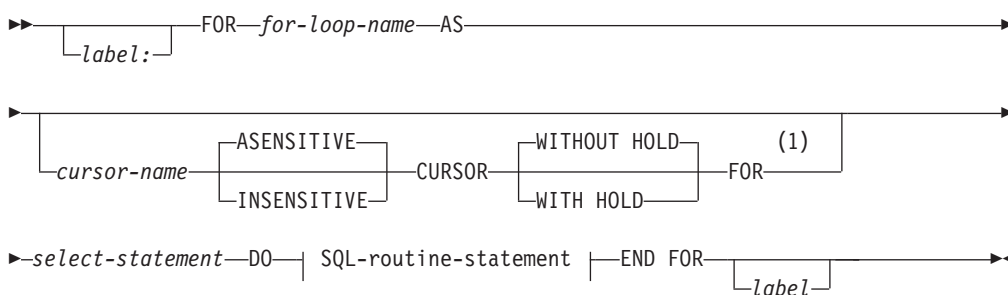 FOR for-loop-name AS
label:
ASENSITIVE WITHOUT HOLD (1)
cursor-name CURSOR FOR
INSENSITIVE WITH HOLD
select-statement DO SQL-routine-statement END FOR
label